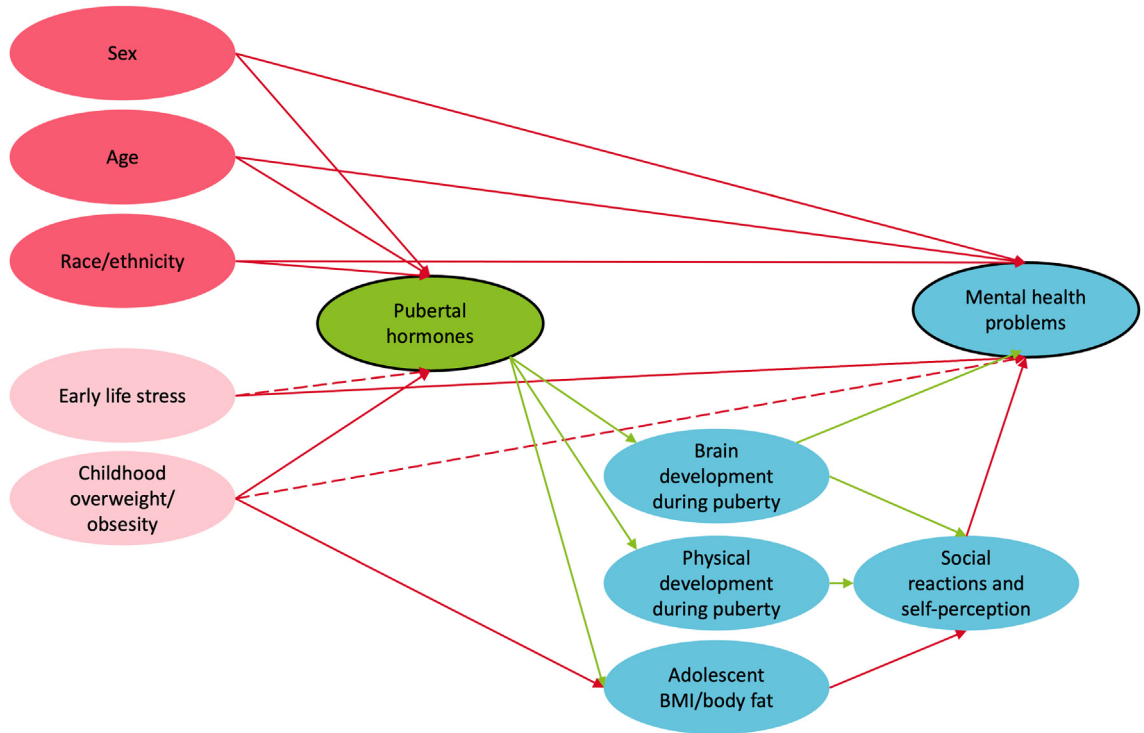 Sex
Age
Race/ethnicity
Pubertal
hormones
Mental health
problems
Early life stress
Childhood
overweight/
obsesity
Brain
development
during puberty
Physical
development
during puberty
Social
reactions and
self-perception
Adolescent
BMI/body fat